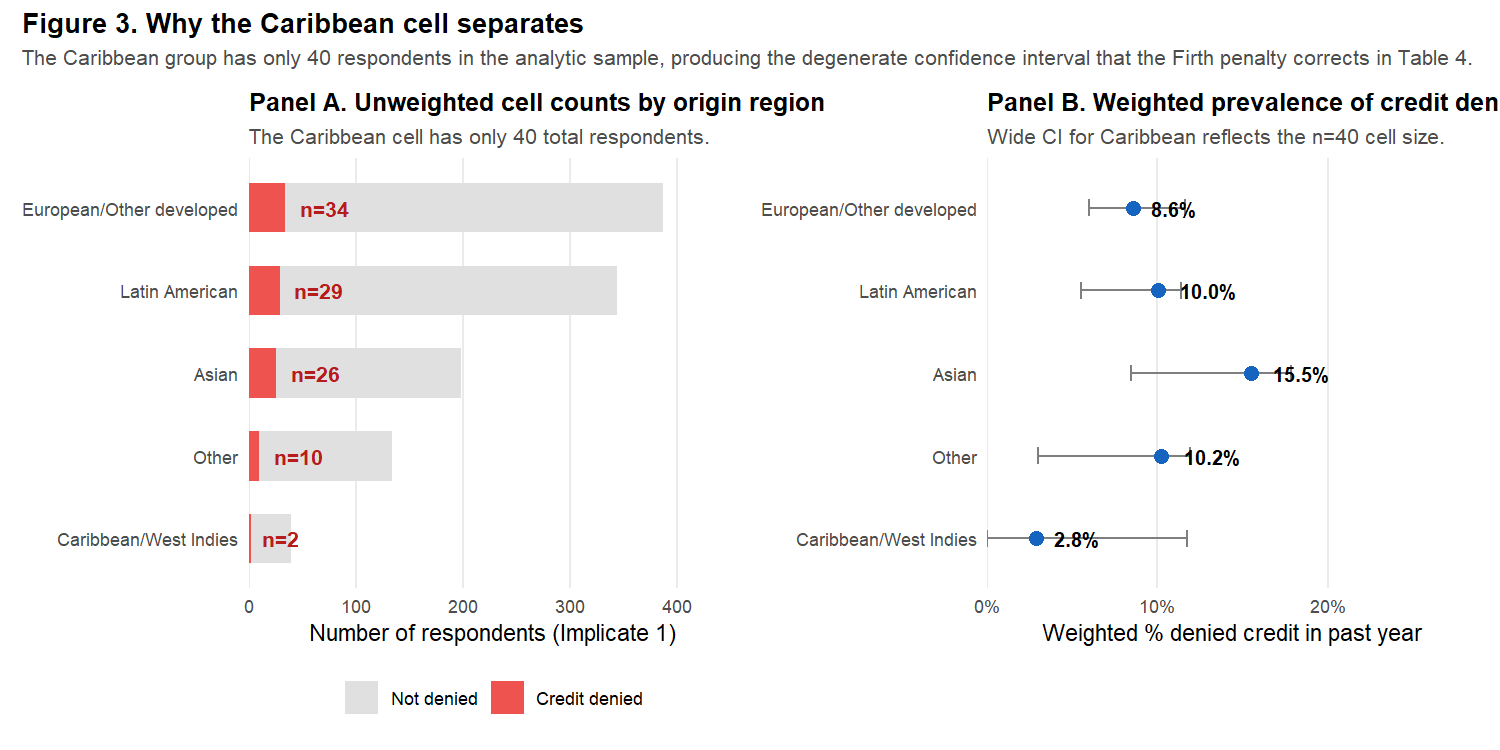 Figure 3. Why the Caribbean cell separates
The Caribbean group has only 40 respondents in the analytic sample, producing the degenerate confidence interval that the Firth penalty corrects in Table 4.
Panel A. Unweighted cell counts by origin region
The Caribbean cell has only 40 total respondents.
European/Other developed
n=34
Latin American
n=29
Asian
n=26
Other
n=10
Caribbean/West Indies
n=2
0 100 200 300 400
Number of respondents (Implicate 1)
Not denied
Credit denied
Panel B. Weighted prevalence of credit den
Wide CI for Caribbean reflects the n=40 cell size.
European/Other developed
8.6%
Latin American
10.0%
Asian
15.5%
Other
10.2%
Caribbean/West Indies
2.8%
0% 10% 20%
Weighted % denied credit in past year